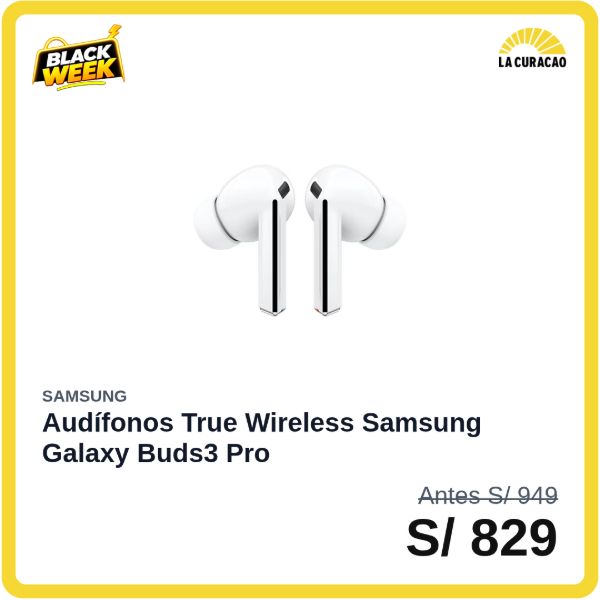 BLACK
WEEK
LA CURACAO
SAMSUNG
Audífonos True Wireless Samsung
Galaxy Buds3 Pro
Antes S/ 949
S/ 829